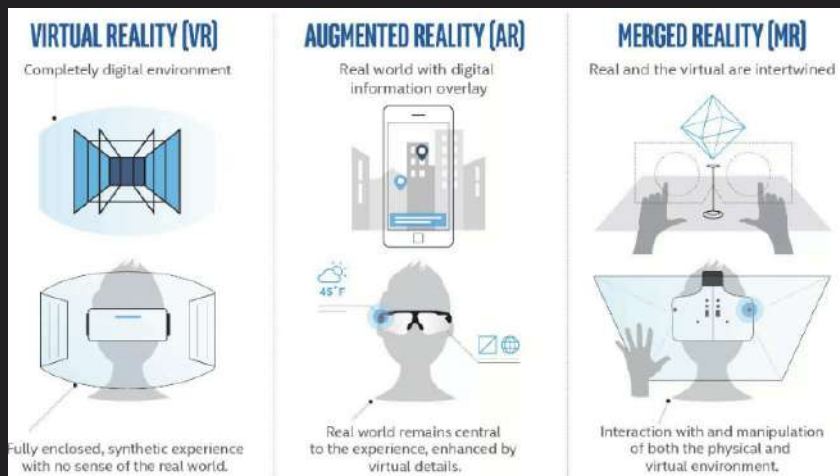 VIRTUAL REALITY (VR)
Completely digital environment
Fully enclosed, synthetic experience
with no sense of the real world.
AUGMENTED REALITY (AR)
Real world with digital
information overlay
45°F
Real world remains central
to the experience, enhanced by
virtual details.
MERGED REALITY (MR)
Real and the virtual are intertwined
Interaction with and manipulation
of both the physical and
virtual environment.